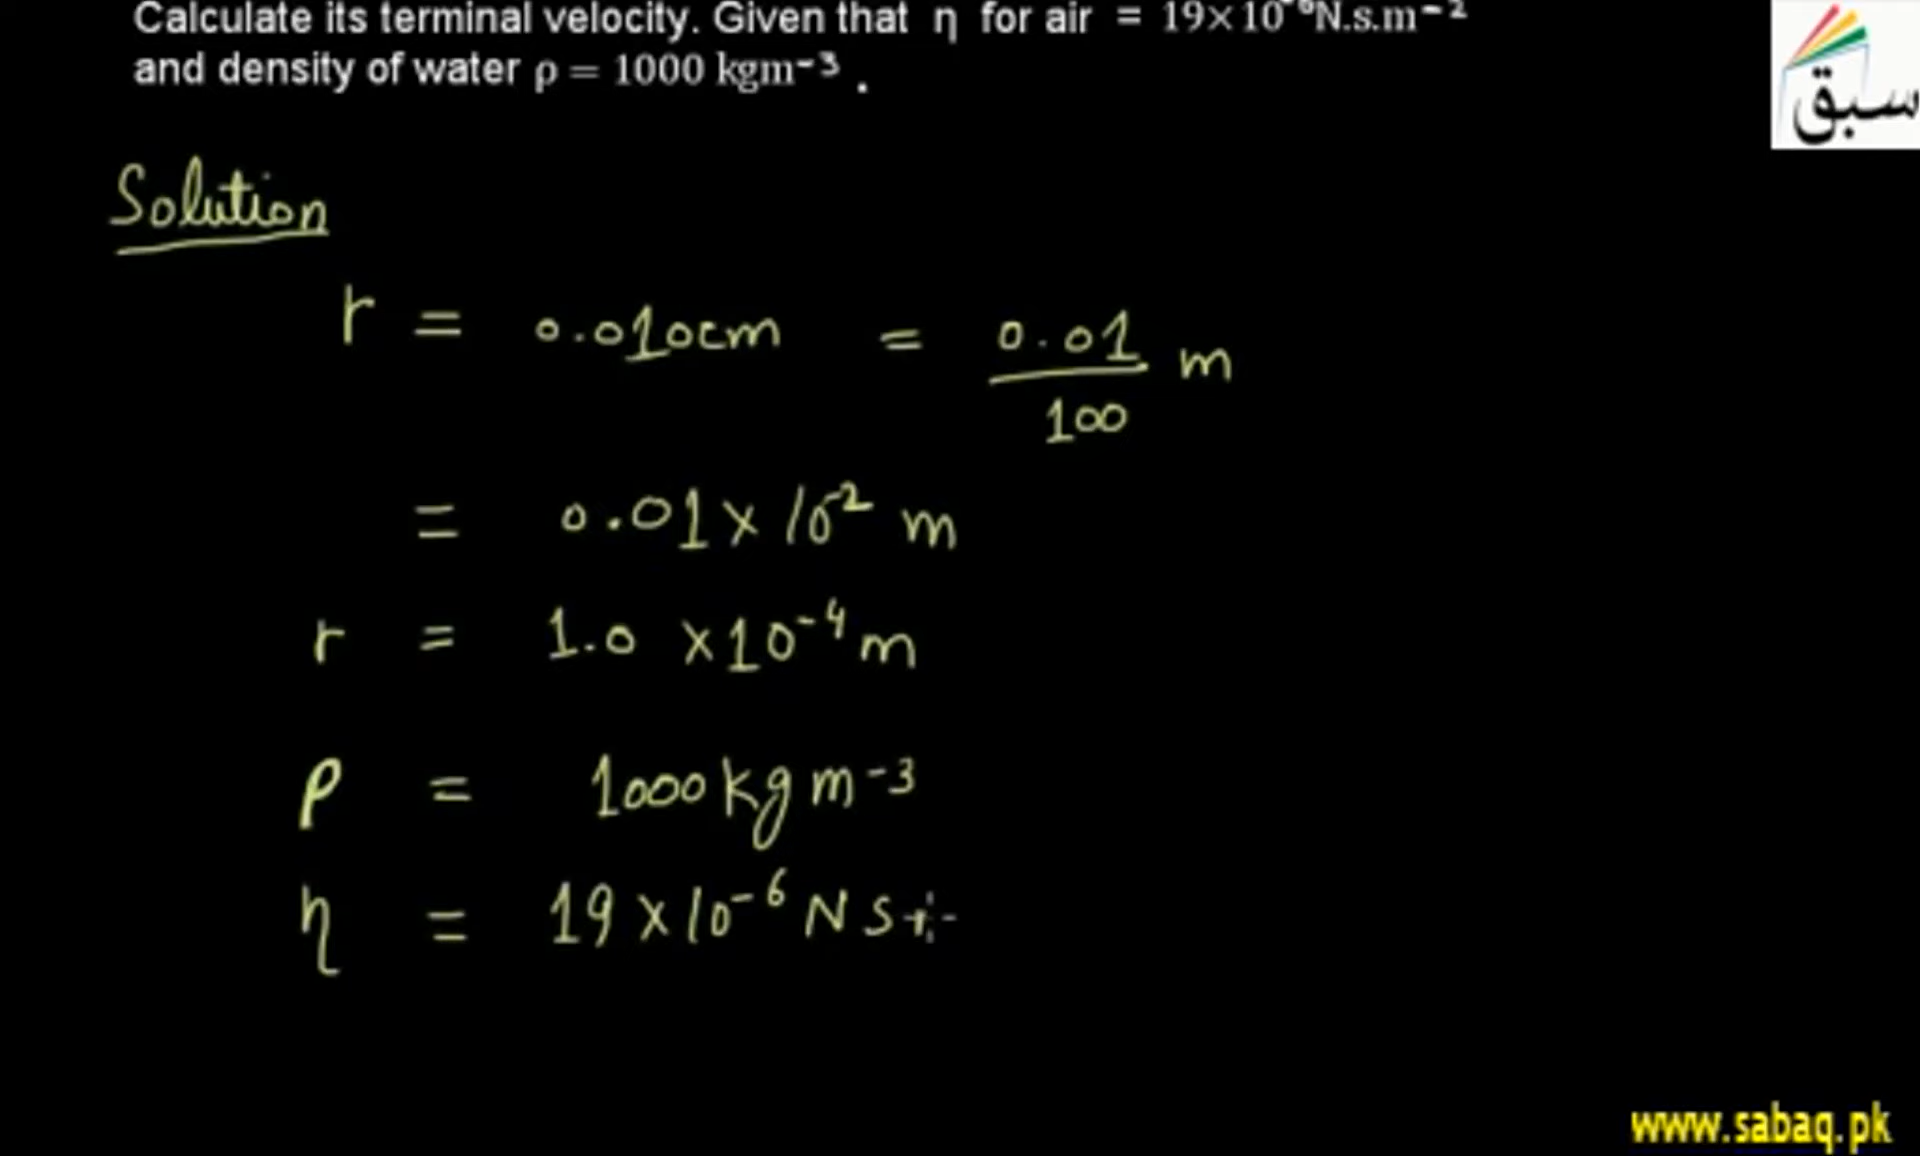 Calculate its terminal velocity. Given that η for air = 19×10⁻⁶N.s.m⁻²
and density of water ρ = 1000 kgm⁻³ .
سبق
Solution
r = 0.010cm = 0.01/100 m
= 0.01 × 10⁻² m
r = 1.0 ×10⁻⁴ m
ρ = 1000 kg m⁻³
η = 19 × 10⁻⁶ N S
www.sabaq.pk